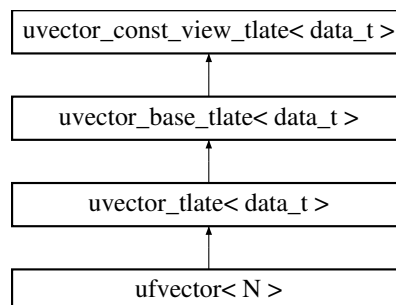 uvector_const_view_tlate< data_t >
uvector_base_tlate< data_t >
uvector_tlate< data_t >
ufvector< N >